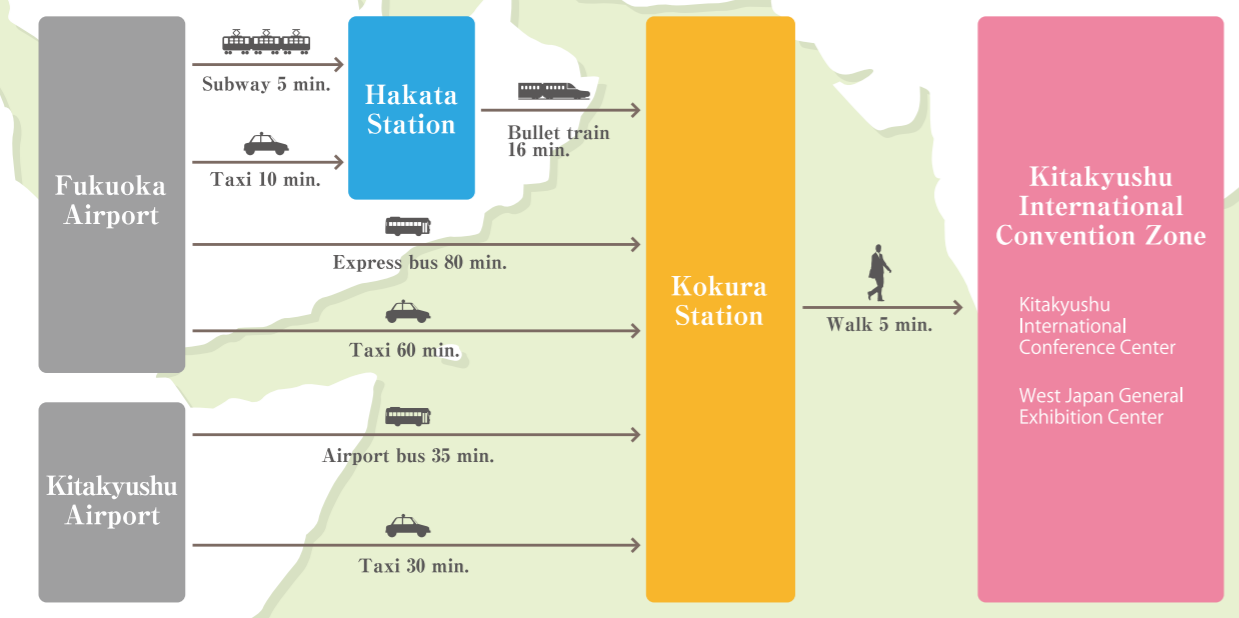 Fukuoka
Airport
Subway 5 min.
Taxi 10 min.
Hakata
Station
Bullet train
16 min.
Express bus 80 min.
Taxi 60 min.
Kitakyushu
Airport
Airport bus 35 min.
Taxi 30 min.
Kokura
Station
Walk 5 min.
Kitakyushu
International
Convention Zone
Kitakyushu
International
Conference Center
West Japan General
Exhibition Center